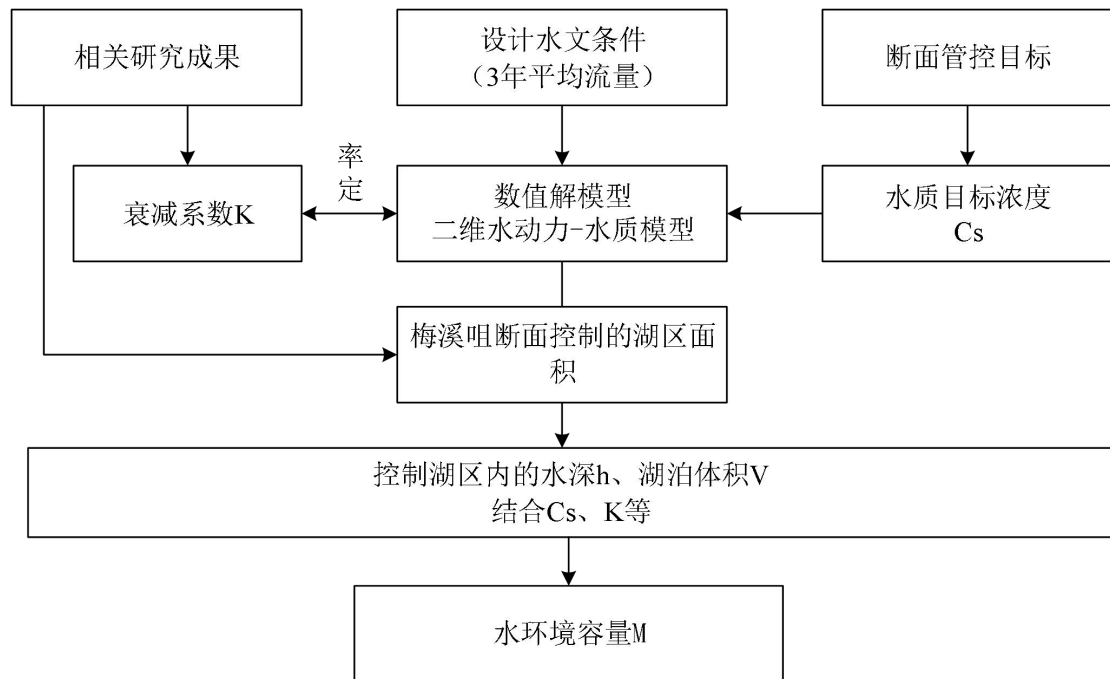 相关研究成果
设计水文条件
（3年平均流量）
断面管控目标
衰减系数K
率
定
数值解模型
二维水动力-水质模型
水质目标浓度
Cs
梅溪咀断面控制的湖区面
积
控制湖区内的水深h、湖泊体积V
结合Cs、K等
水环境容量M